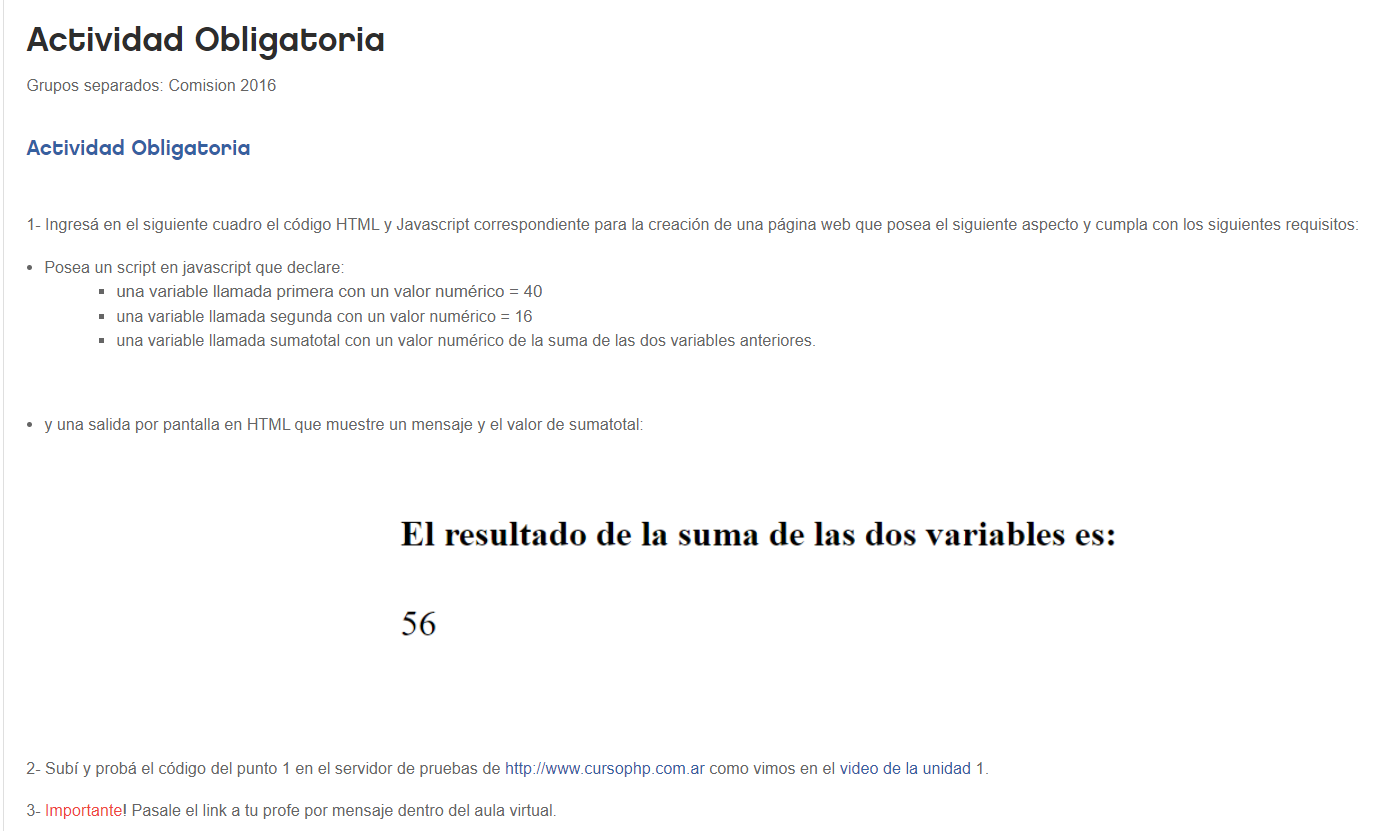 Actividad Obligatoria
Grupos separados: Comision 2016
Actividad Obligatoria
1- Ingresá en el siguiente cuadro el código HTML y Javascript correspondiente para la creación de una página web que posea el siguiente aspecto y cumpla con los siguientes requisitos:
• Posea un script en javascript que declare:
▪ una variable llamada primera con un valor numérico = 40
▪ una variable llamada segunda con un valor numérico = 16
▪ una variable llamada sumatotal con un valor numérico de la suma de las dos variables anteriores.
• y una salida por pantalla en HTML que muestre un mensaje y el valor de sumatotal:
El resultado de la suma de las dos variables es:
56
2- Subí y probá el código del punto 1 en el servidor de pruebas de http://www.cursophp.com.ar como vimos en el video de la unidad 1.
3- Importante! Pasale el link a tu profe por mensaje dentro del aula virtual.